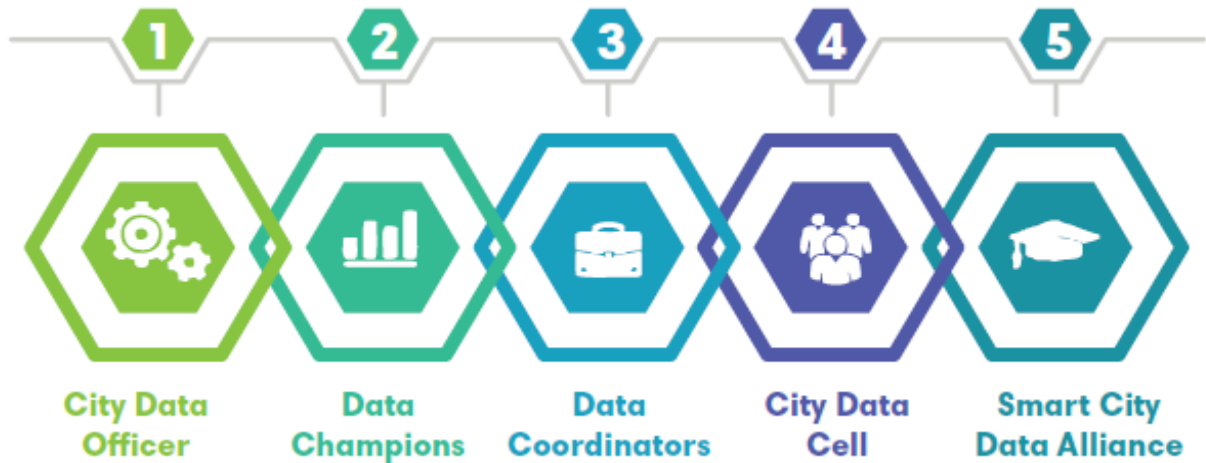 1
2
3
4
5
City Data
Officer
Data
Champions
Data
Coordinators
City Data
Cell
Smart City
Data Alliance